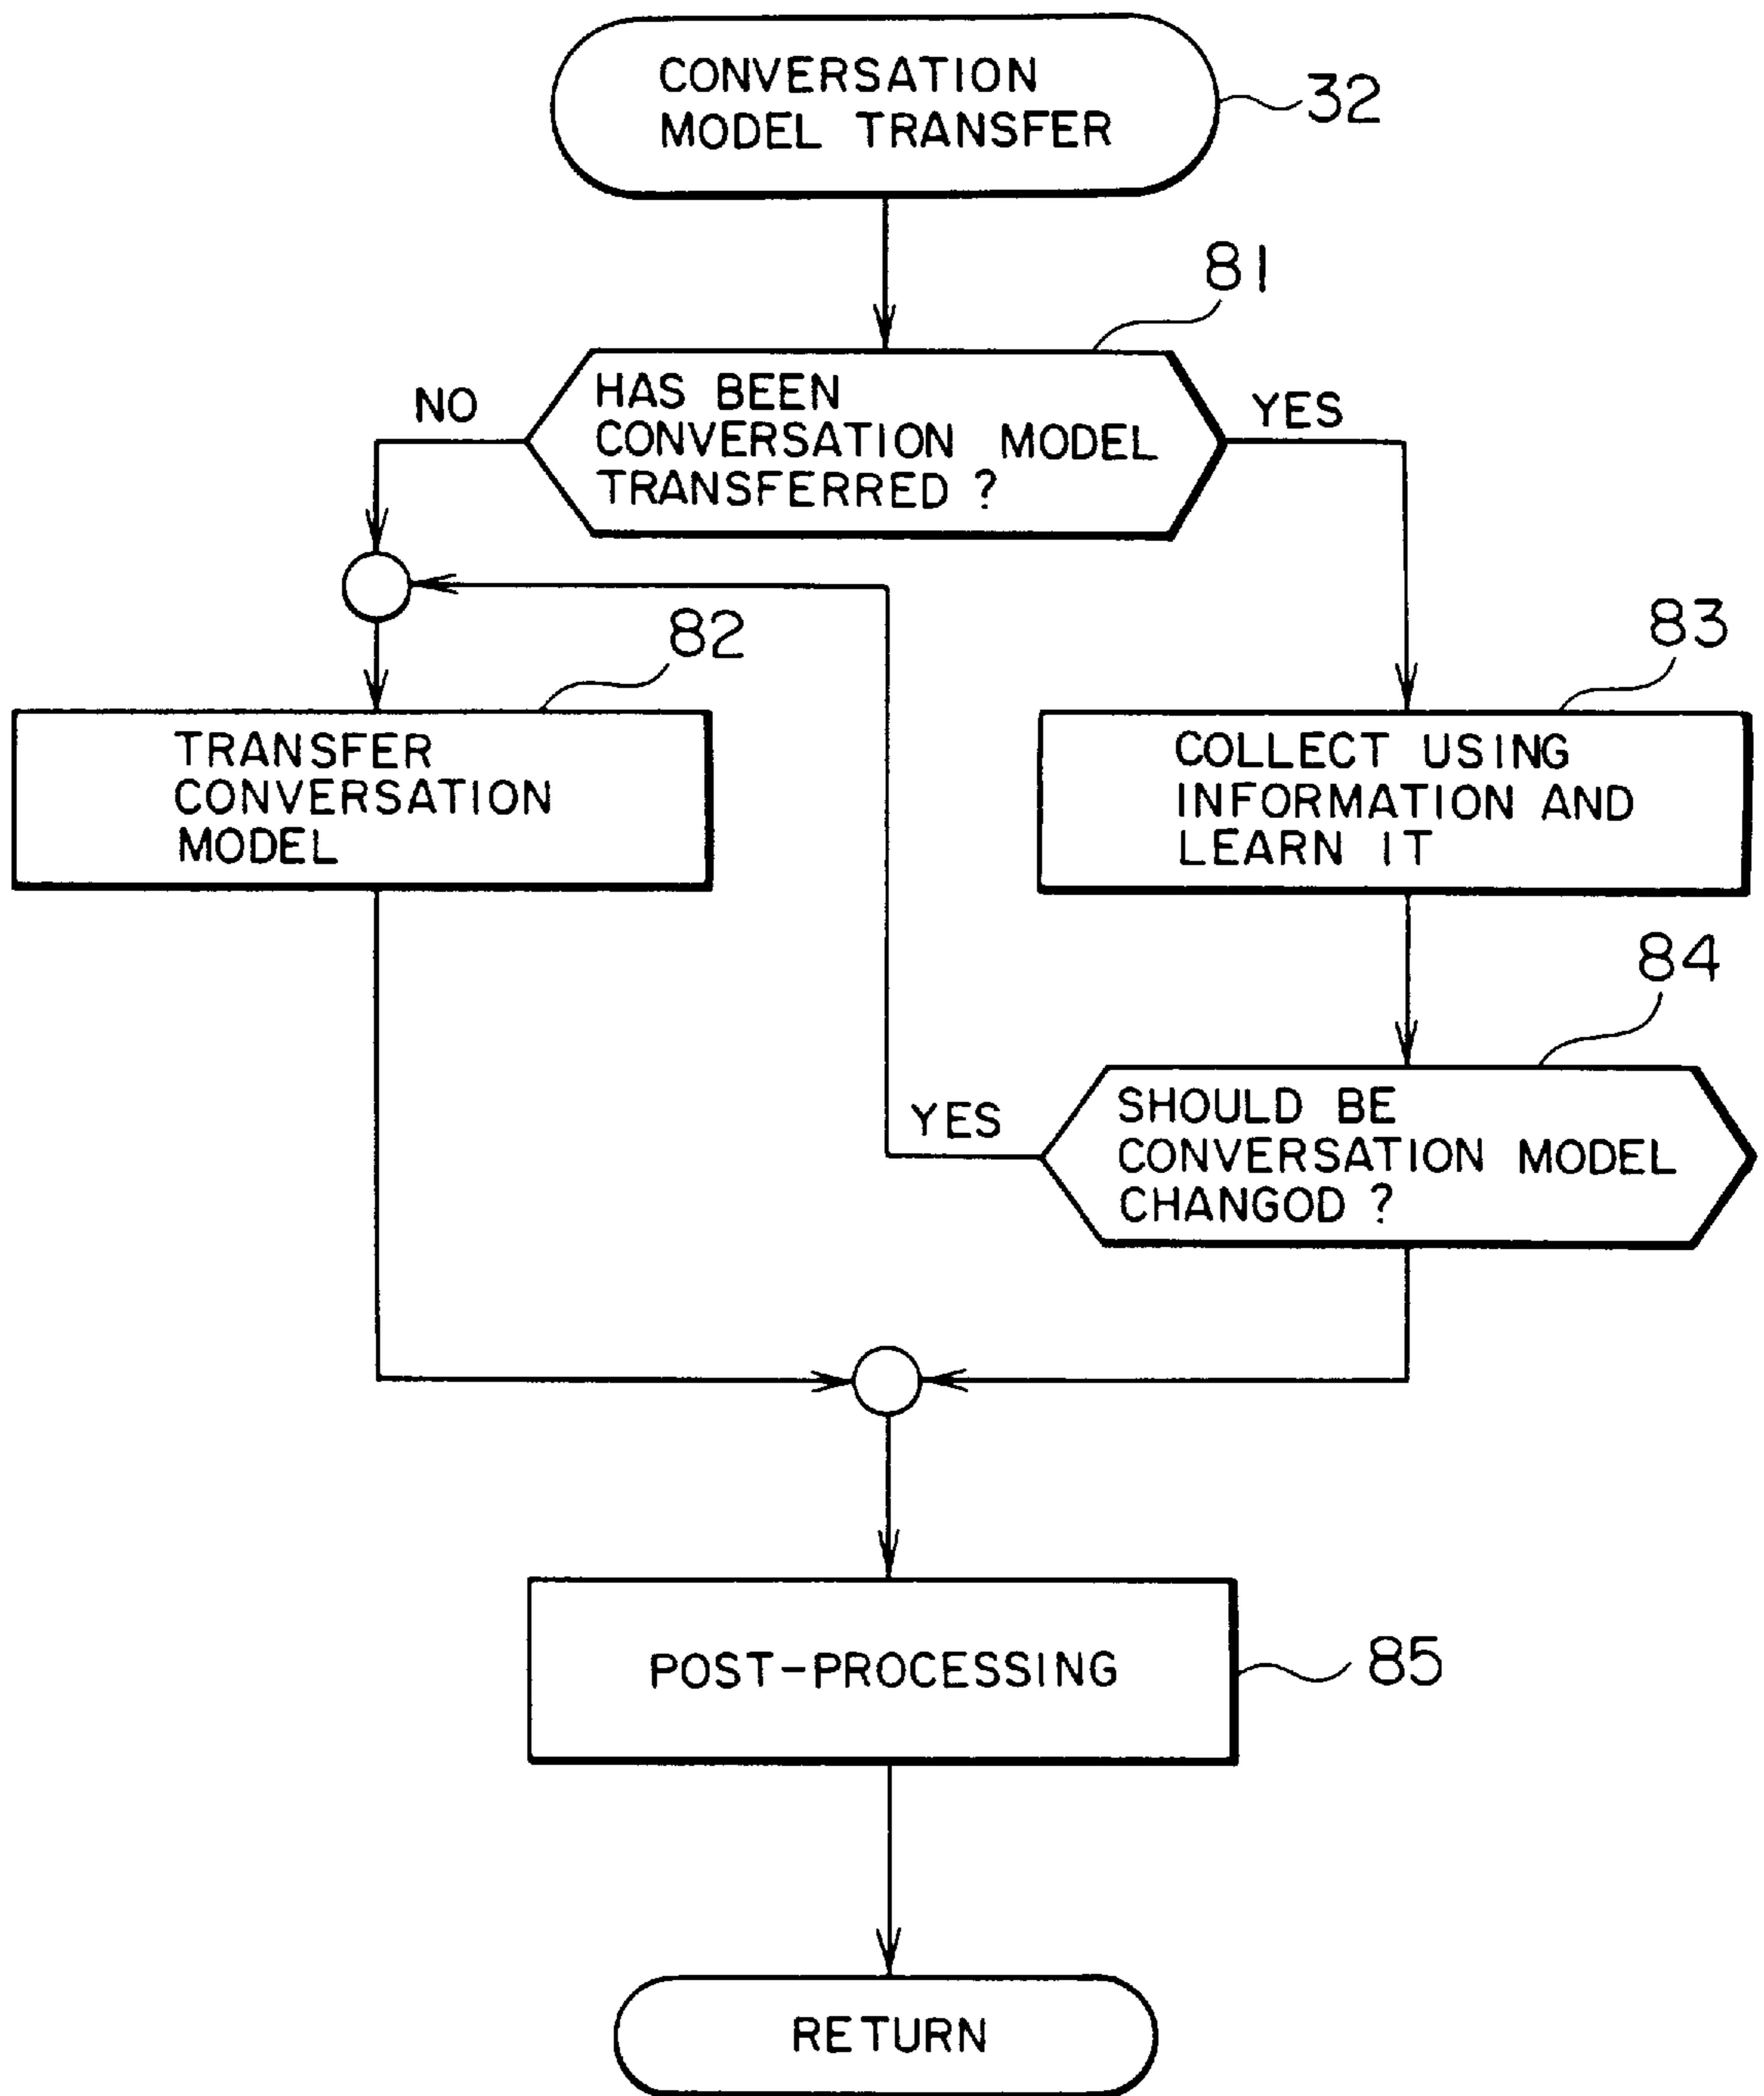 CONVERSATION
MODEL TRANSFER
32
81
NO
HAS BEEN
CONVERSATION MODEL
TRANSFERRED ?
YES
82
83
TRANSFER
CONVERSATION
MODEL
COLLECT USING
INFORMATION AND
LEARN IT
84
YES
SHOULD BE
CONVERSATION MODEL
CHANGOD ?
POST-PROCESSING
85
RETURN